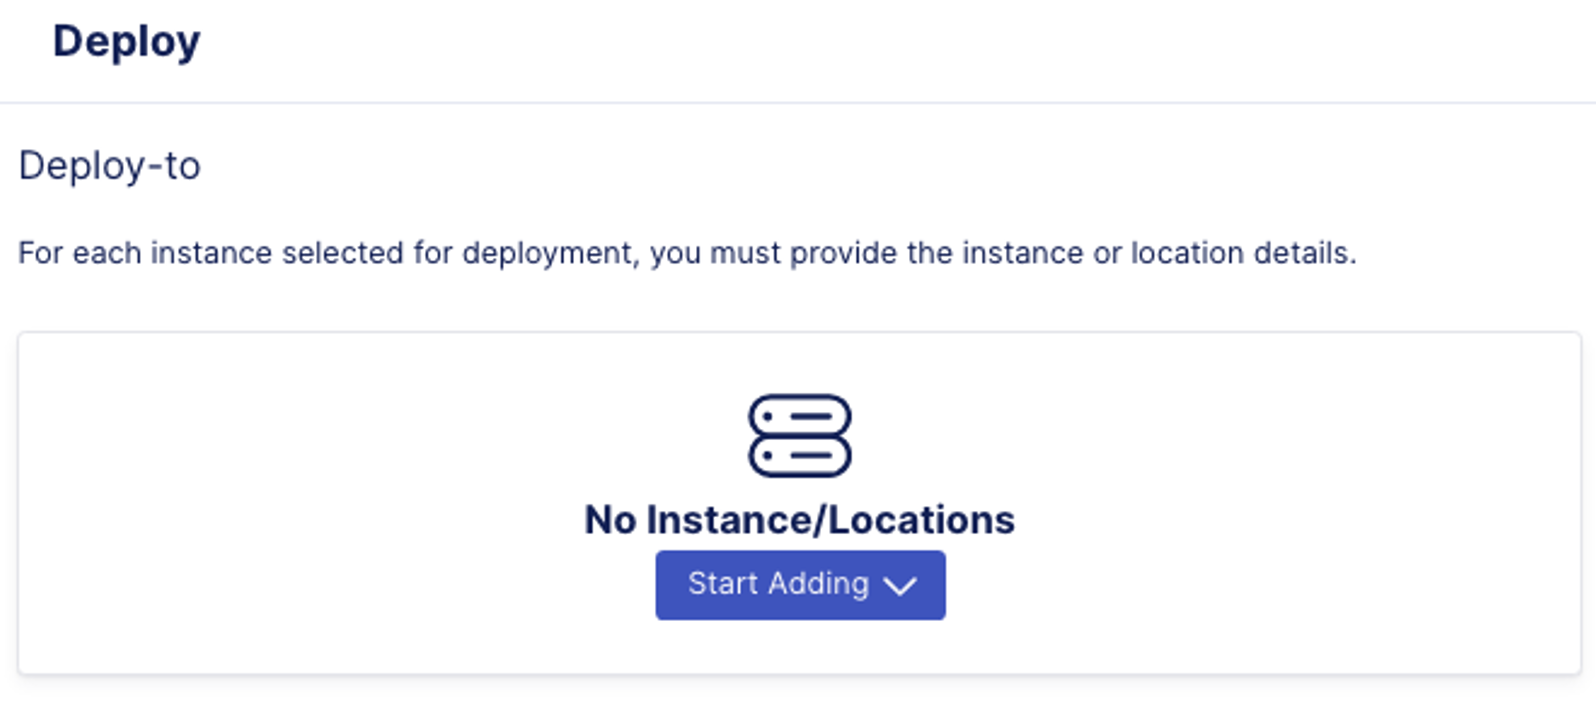 Deploy
Deploy-to
For each instance selected for deployment, you must provide the instance or location details.
No Instance/Locations
Start Adding